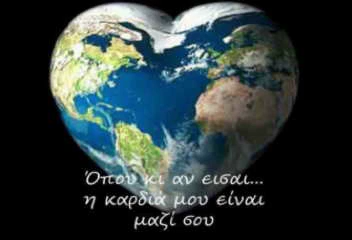 Όπου κι αν εισαι...
η καρδιά μου είναι
μαζί σου